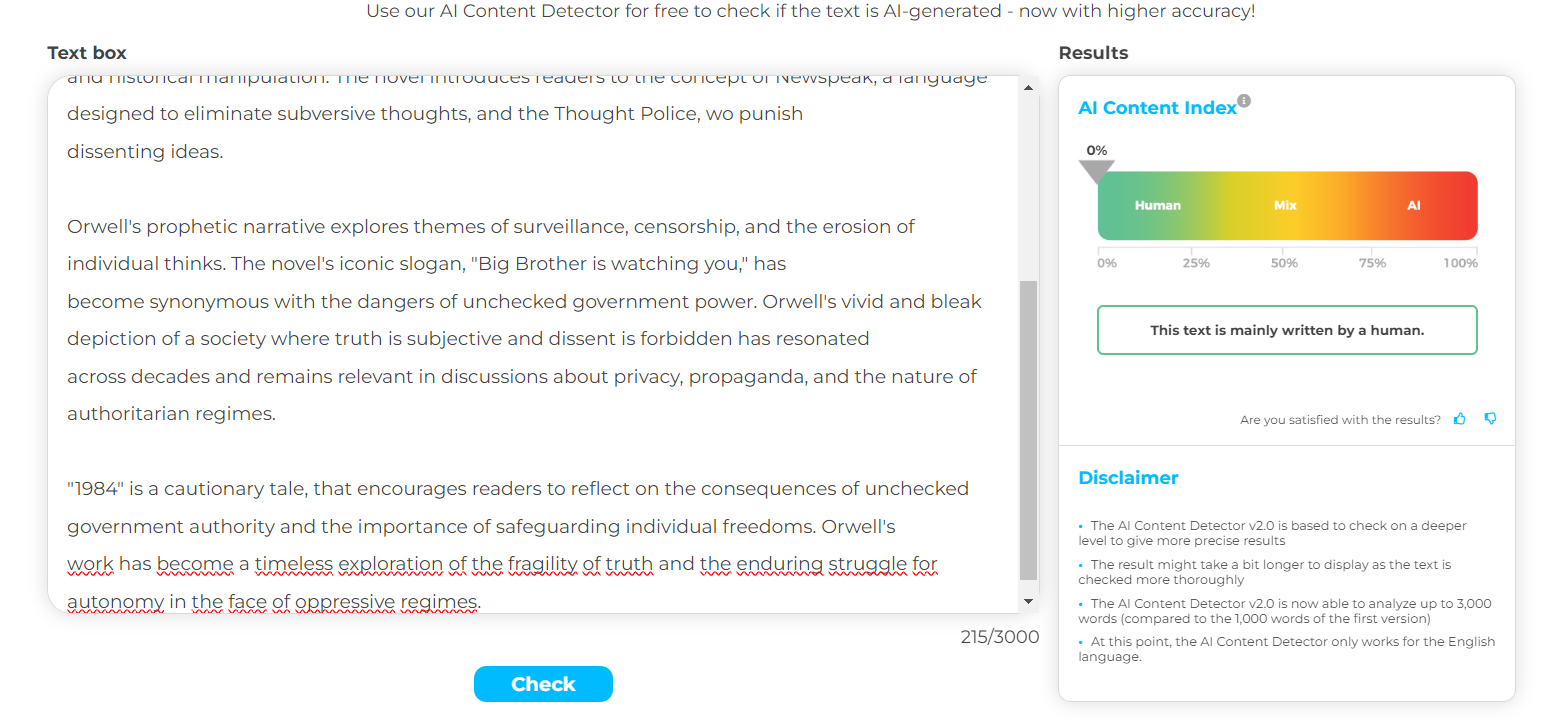 Use our AI Content Detector for free to check if the text is AI-generated - now with higher accuracy!
Text box
and historical manipulation. The novel introduces readers to the concept of Newspeak, a language
designed to eliminate subversive thoughts, and the Thought Police, wo punish
dissenting ideas.
Orwell's prophetic narrative explores themes of surveillance, censorship, and the erosion of
individual thinks. The novel's iconic slogan, "Big Brother is watching you," has
become synonymous with the dangers of unchecked government power. Orwell's vivid and bleak
depiction of a society where truth is subjective and dissent is forbidden has resonated
across decades and remains relevant in discussions about privacy, propaganda, and the nature of
authoritarian regimes.
"1984" is a cautionary tale, that encourages readers to reflect on the consequences of unchecked
government authority and the importance of safeguarding individual freedoms. Orwell's
work has become a timeless exploration of the fragility of truth and the enduring struggle for
autonomy in the face of oppressive regimes.
215/3000
Check
Results
AI Content Index
0%
Human Mix AI
0% 25% 50% 75% 100%
This text is mainly written by a human.
Are you satisfied with the results?
Disclaimer
• The AI Content Detector v2.0 is based to check on a deeper
level to give more precise results
• The result might take a bit longer to display as the text is
checked more thoroughly
• The AI Content Detector v2.0 is now able to analyze up to 3,000
words (compared to the 1,000 words of the first version)
• At this point, the AI Content Detector only works for the English
language.